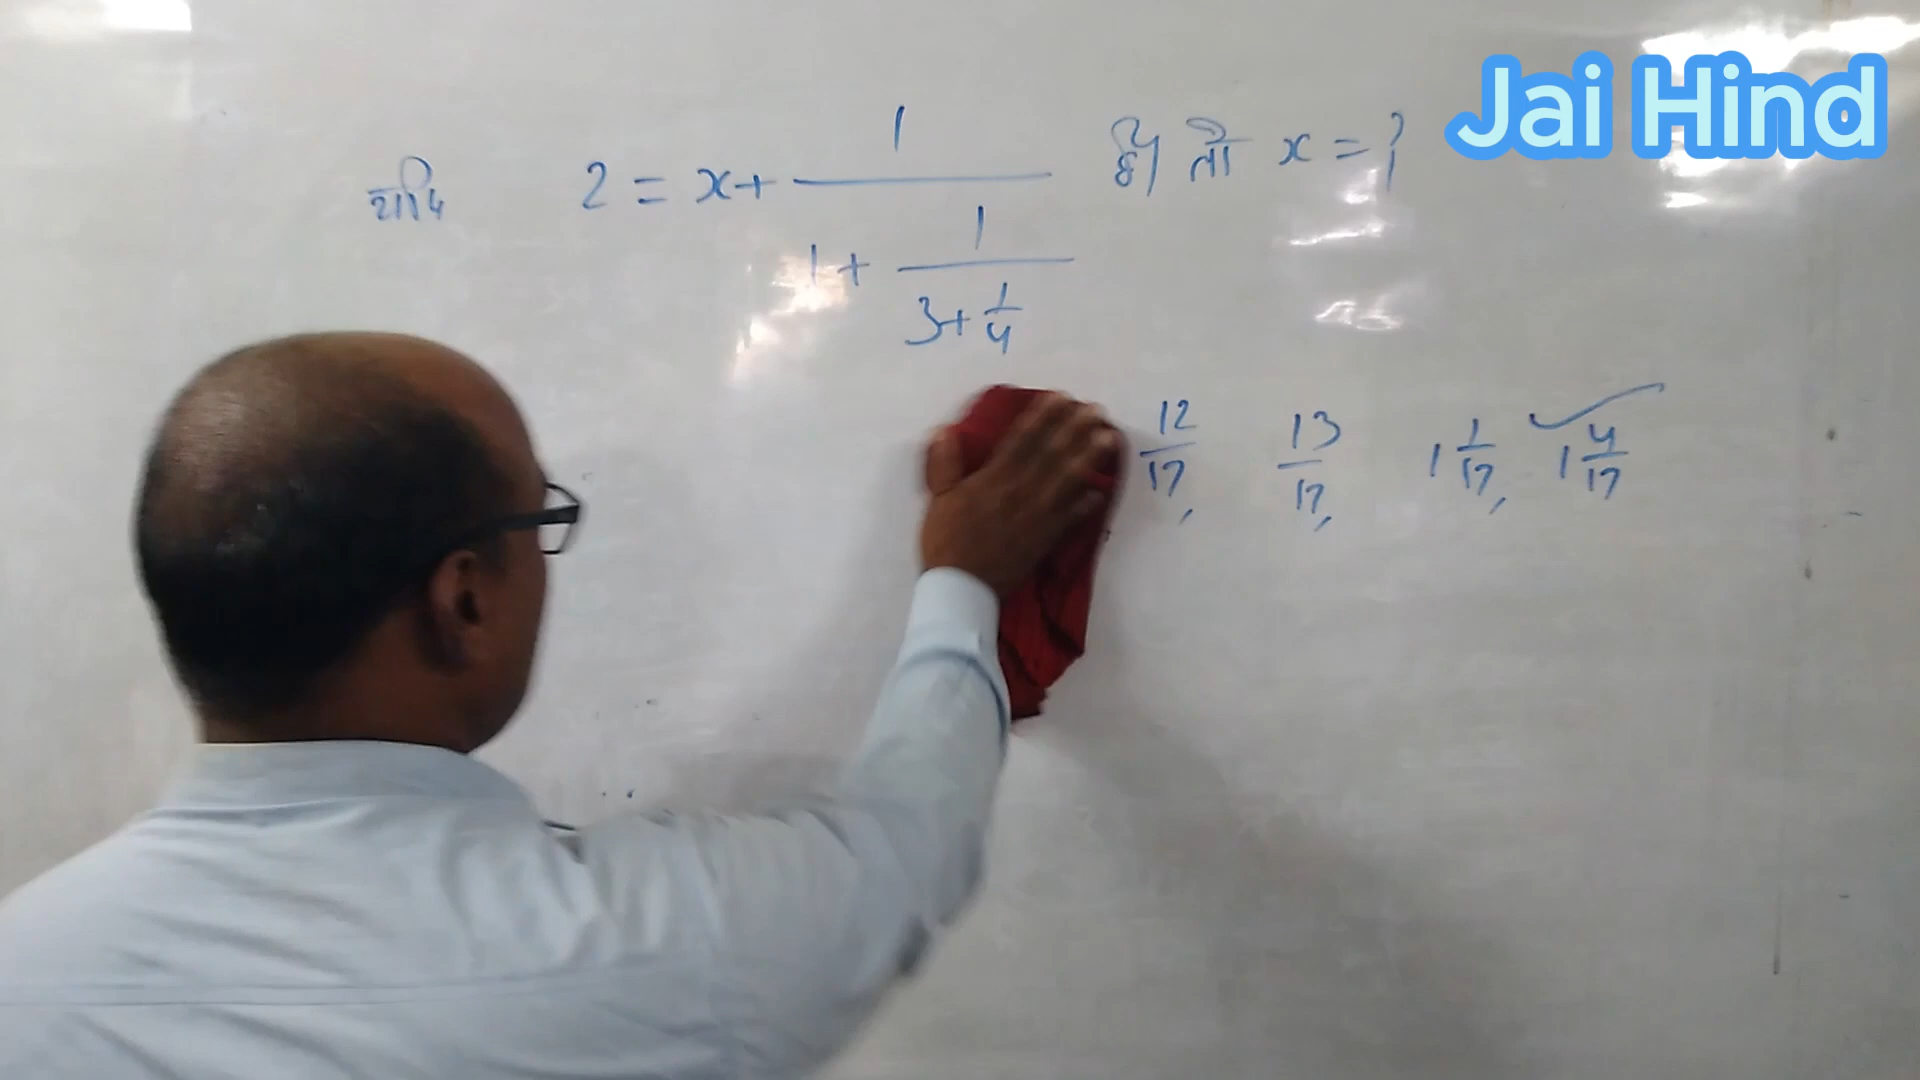 Jai Hind
यदि 2 = x + 1/(1 + 1/(3 + 1/4)) है। तो x = ?
12/17, 13/17, 1 1/17, 1 4/17 ✓